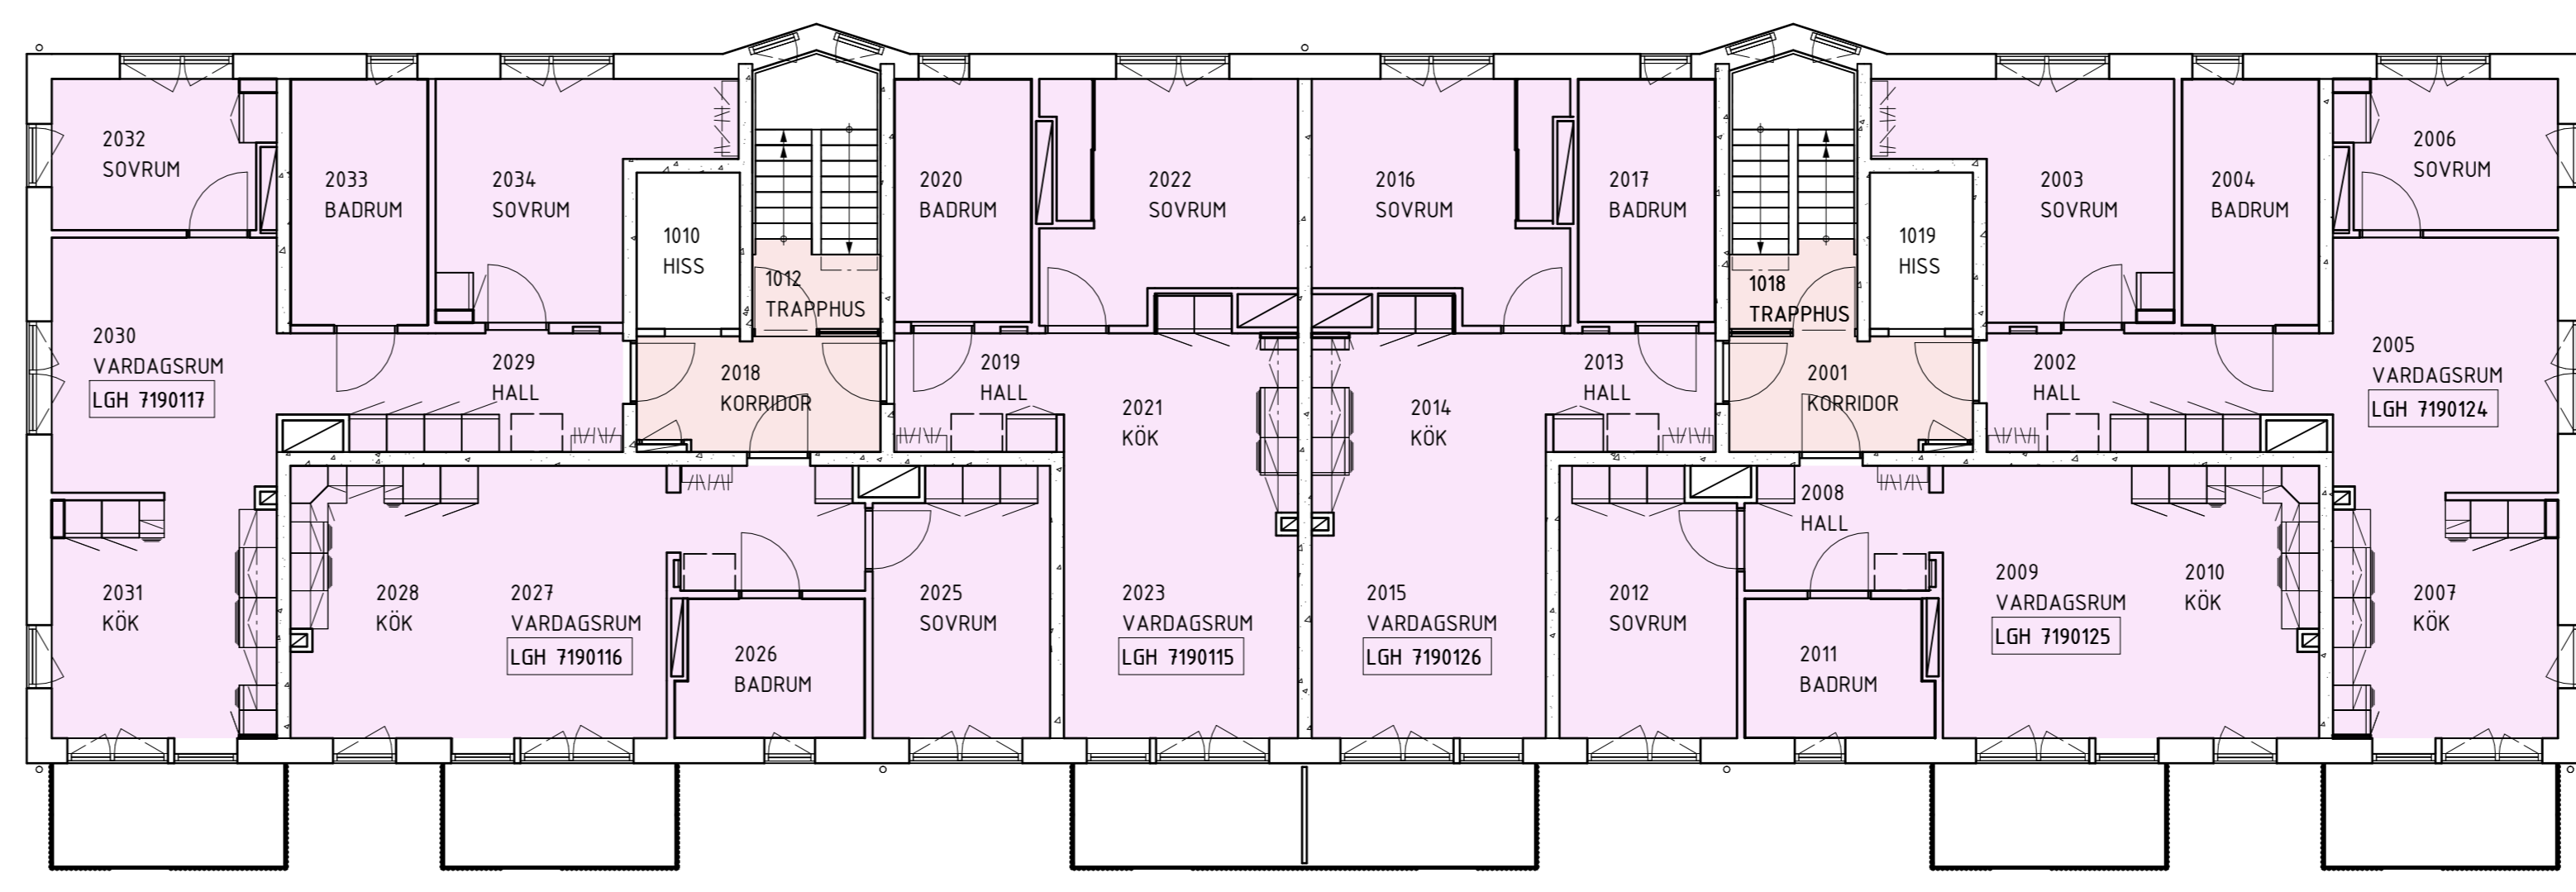 2032
SOVRUM
2033
BADRUM
2034
SOVRUM
1010
HISS
1012
TRAPPHUS
2020
BADRUM
2022
SOVRUM
2016
SOVRUM
2017
BADRUM
1018
TRAPPHUS
1019
HISS
2003
SOVRUM
2004
BADRUM
2006
SOVRUM
2030
VARDAGSRUM
LGH 7190117
2029
HALL
2018
KORRIDOR
2019
HALL
2021
KÖK
2014
KÖK
2013
HALL
2001
KORRIDOR
2002
HALL
2005
VARDAGSRUM
LGH 7190124
2031
KÖK
2028
KÖK
2027
VARDAGSRUM
LGH 7190116
2026
BADRUM
2025
SOVRUM
2023
VARDAGSRUM
LGH 7190115
2015
VARDAGSRUM
LGH 7190126
2012
SOVRUM
2008
HALL
2011
BADRUM
2009
VARDAGSRUM
LGH 7190125
2010
KÖK
2007
KÖK